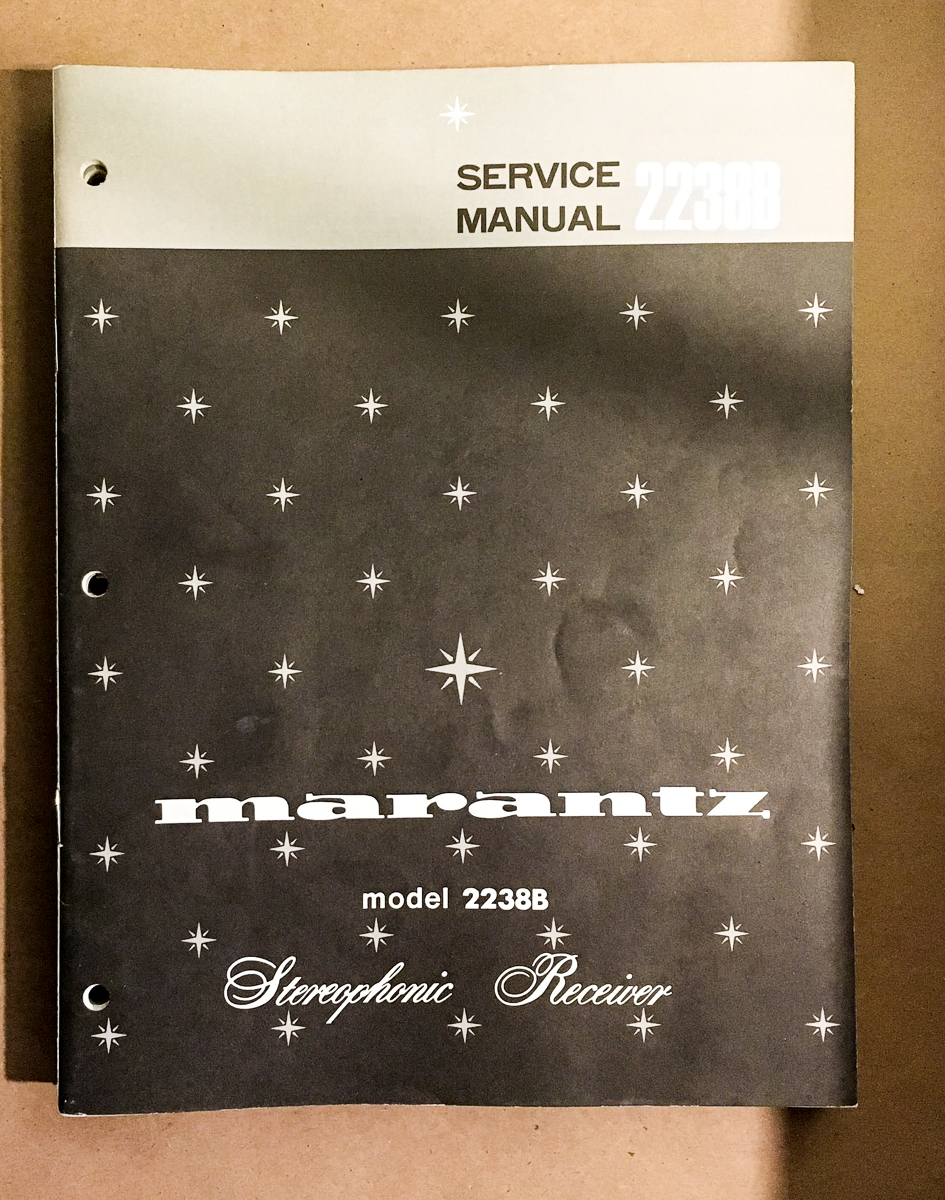 SERVICE
MANUAL 2238B
marantz
model 2238B
Stereophonic Receiver